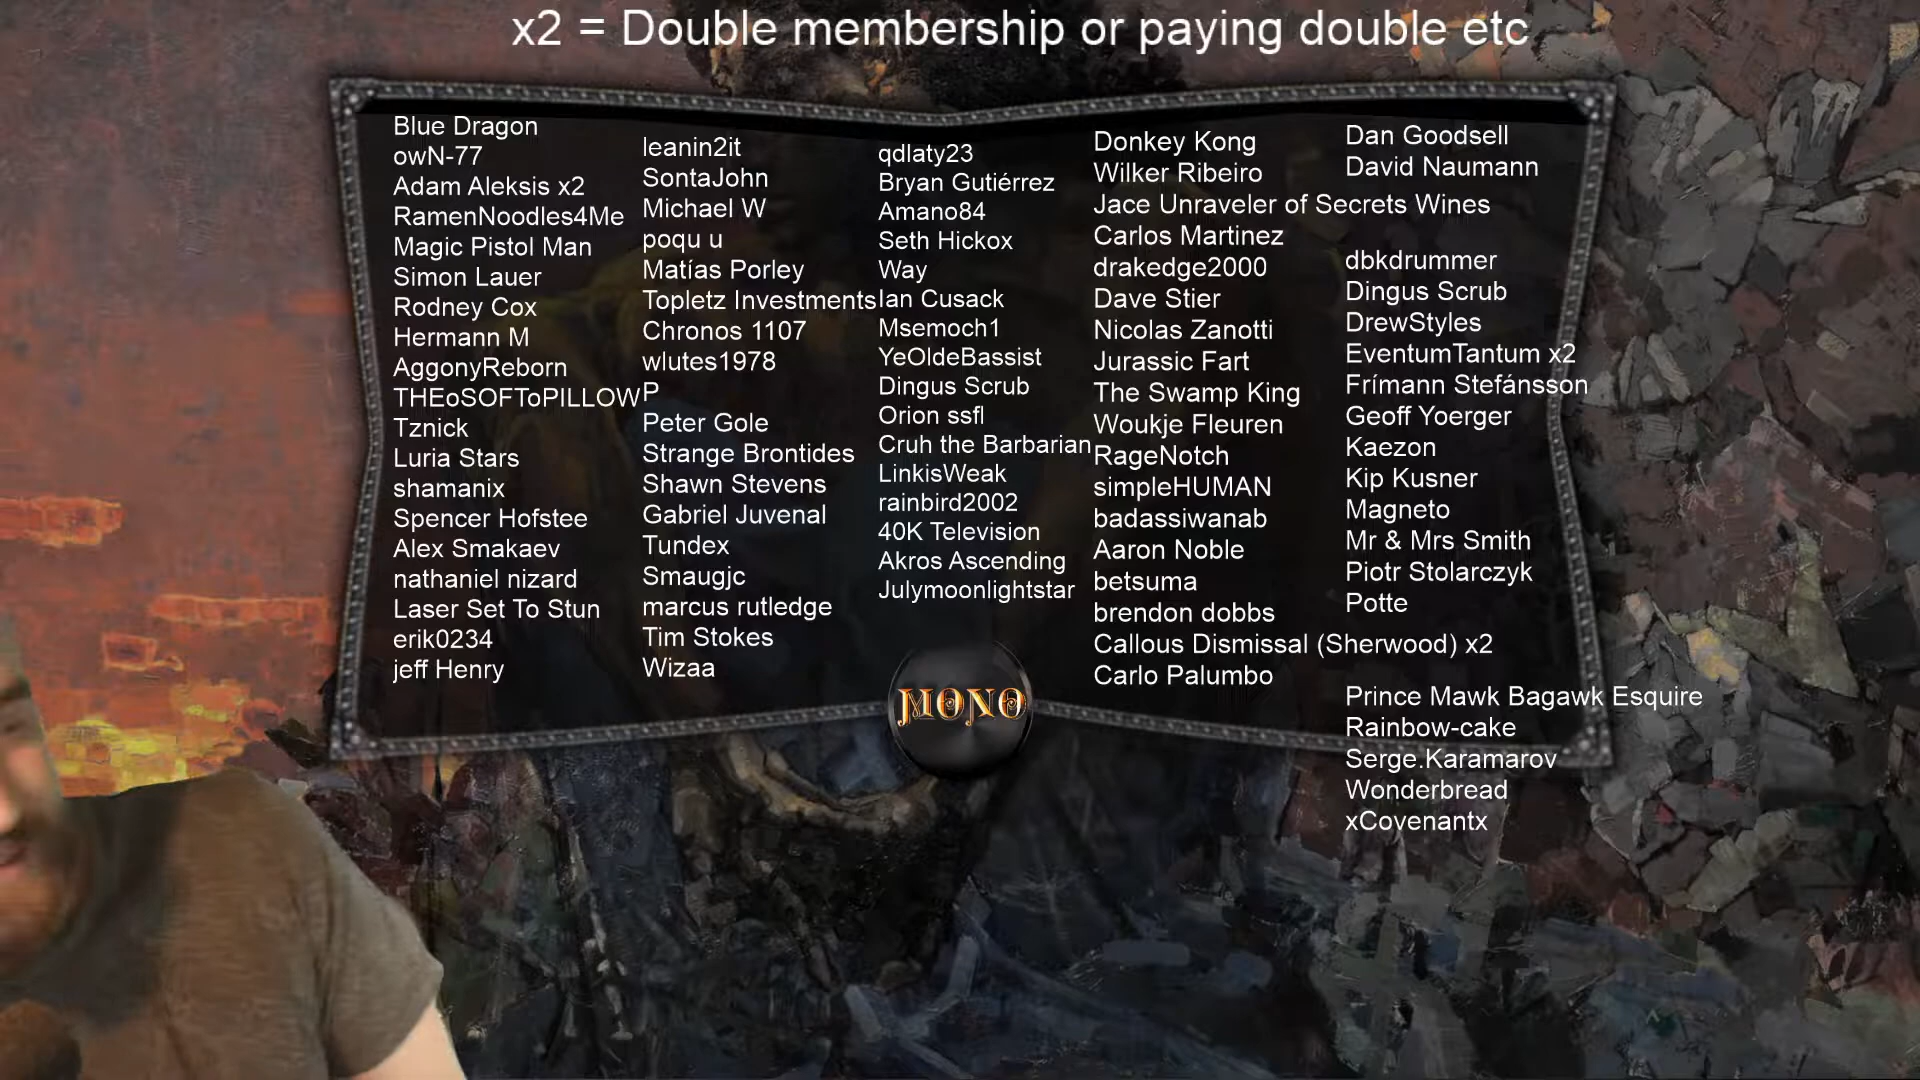 x2 = Double membership or paying double etc
Blue Dragon
owN-77
Adam Aleksis x2
RamenNoodles4Me
Magic Pistol Man
Simon Lauer
Rodney Cox
Hermann M
AggonyReborn
THEoSOFToPILLOW
Tznick
Luria Stars
shamanix
Spencer Hofstee
Alex Smakaev
nathaniel nizard
Laser Set To Stun
erik0234
jeff Henry
leanin2it
SontaJohn
Michael W
poqu u
Matías Porley
Topletz Investments
Chronos 1107
wlutes1978
P
Peter Gole
Strange Brontides
Shawn Stevens
Gabriel Juvenal
Tundex
Smaugjc
marcus rutledge
Tim Stokes
Wizaa
qdlaty23
Bryan Gutiérrez
Amano84
Seth Hickox
Way
Ian Cusack
Msemoch1
YeOldeBassist
Dingus Scrub
Orion ssfl
Cruh the Barbarian
LinkisWeak
rainbird2002
40K Television
Akros Ascending
Julymoonlightstar
MONO
Donkey Kong
Wilker Ribeiro
Jace Unraveler of Secrets Wines
Carlos Martinez
drakedge2000
Dave Stier
Nicolas Zanotti
Jurassic Fart
The Swamp King
Woukje Fleuren
RageNotch
simpleHUMAN
badassiwanab
Aaron Noble
betsuma
brendon dobbs
Callous Dismissal (Sherwood) x2
Carlo Palumbo
Dan Goodsell
David Naumann
dbkdrummer
Dingus Scrub
DrewStyles
EventumTantum x2
Frímann Stefánsson
Geoff Yoerger
Kaezon
Kip Kusner
Magneto
Mr & Mrs Smith
Piotr Stolarczyk
Potte
Prince Mawk Bagawk Esquire
Rainbow-cake
Serge.Karamarov
Wonderbread
xCovenantx